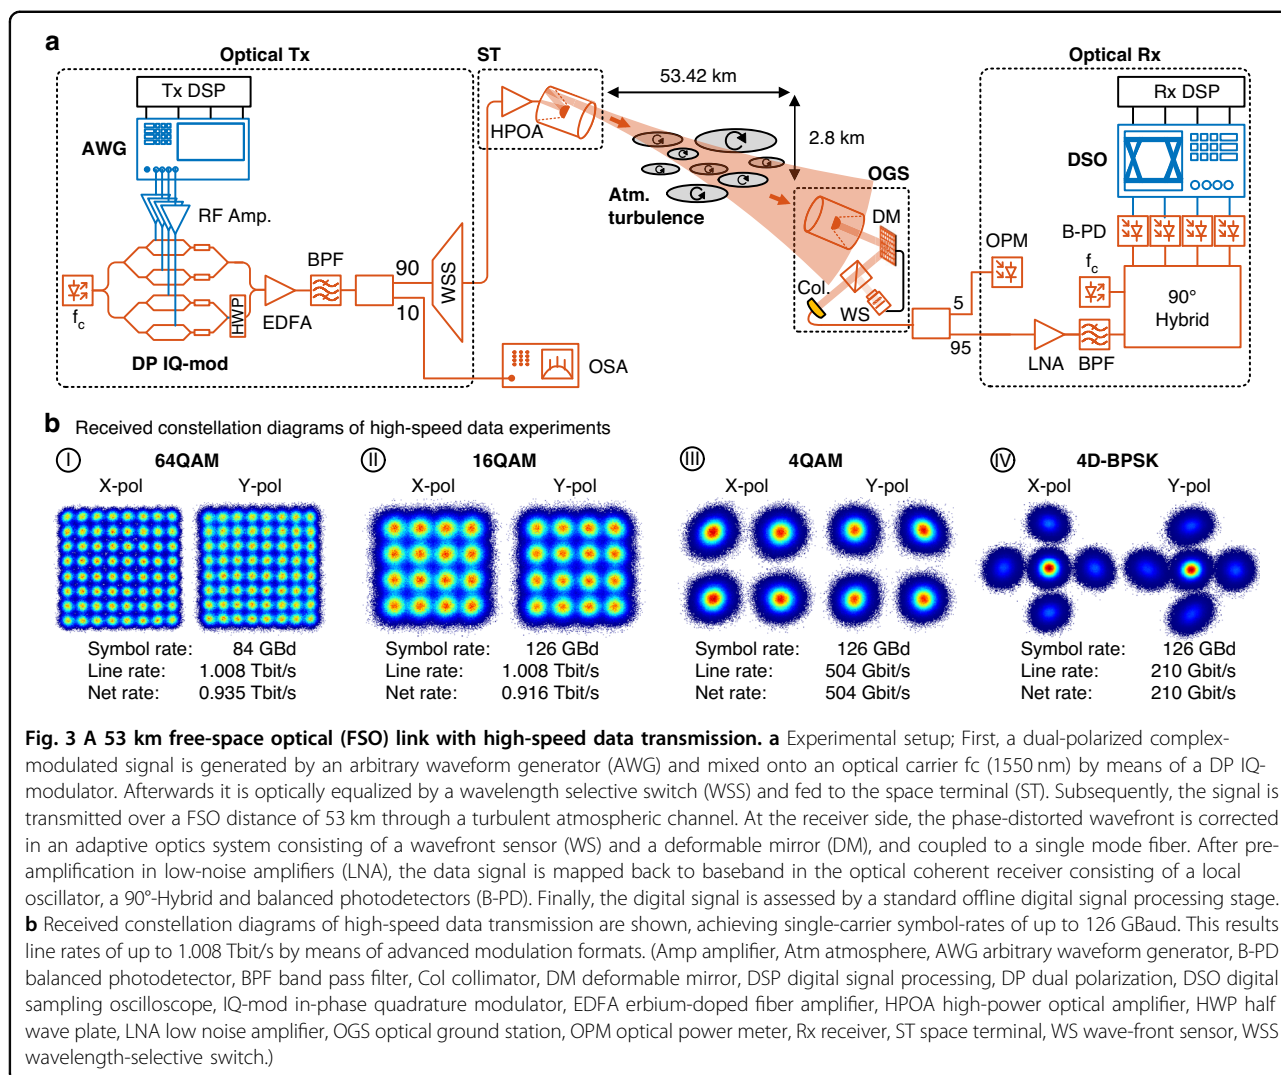 a
Optical Tx
ST
Optical Rx
Tx DSP
53.42 km
Rx DSP
HPOA
AWG
2.8 km
DSO
OGS
RF Amp.
Atm.
turbulence
DM
B-PD
OPM
BPF
90
WSS
fc
Col.
5
90°
Hybrid
fc
HWP
EDFA
10
WS
95
LNA
BPF
DP IQ-mod
OSA
b Received constellation diagrams of high-speed data experiments
I 64QAM
X-pol Y-pol
Symbol rate: 84 GBd
Line rate: 1.008 Tbit/s
Net rate: 0.935 Tbit/s
II 16QAM
X-pol Y-pol
Symbol rate: 126 GBd
Line rate: 1.008 Tbit/s
Net rate: 0.916 Tbit/s
III 4QAM
X-pol Y-pol
Symbol rate: 126 GBd
Line rate: 504 Gbit/s
Net rate: 504 Gbit/s
IV 4D-BPSK
X-pol Y-pol
Symbol rate: 126 GBd
Line rate: 210 Gbit/s
Net rate: 210 Gbit/s
Fig. 3 A 53 km free-space optical (FSO) link with high-speed data transmission. a Experimental setup; First, a dual-polarized complex-
modulated signal is generated by an arbitrary waveform generator (AWG) and mixed onto an optical carrier fc (1550 nm) by means of a DP IQ-
modulator. Afterwards it is optically equalized by a wavelength selective switch (WSS) and fed to the space terminal (ST). Subsequently, the signal is
transmitted over a FSO distance of 53 km through a turbulent atmospheric channel. At the receiver side, the phase-distorted wavefront is corrected
in an adaptive optics system consisting of a wavefront sensor (WS) and a deformable mirror (DM), and coupled to a single mode fiber. After pre-
amplification in low-noise amplifiers (LNA), the data signal is mapped back to baseband in the optical coherent receiver consisting of a local
oscillator, a 90°-Hybrid and balanced photodetectors (B-PD). Finally, the digital signal is assessed by a standard offline digital signal processing stage.
b Received constellation diagrams of high-speed data transmission are shown, achieving single-carrier symbol-rates of up to 126 GBaud. This results
line rates of up to 1.008 Tbit/s by means of advanced modulation formats. (Amp amplifier, Atm atmosphere, AWG arbitrary waveform generator, B-PD
balanced photodetector, BPF band pass filter, Col collimator, DM deformable mirror, DSP digital signal processing, DP dual polarization, DSO digital
sampling oscilloscope, IQ-mod in-phase quadrature modulator, EDFA erbium-doped fiber amplifier, HPOA high-power optical amplifier, HWP half
wave plate, LNA low noise amplifier, OGS optical ground station, OPM optical power meter, Rx receiver, ST space terminal, WS wave-front sensor, WSS
wavelength-selective switch.)